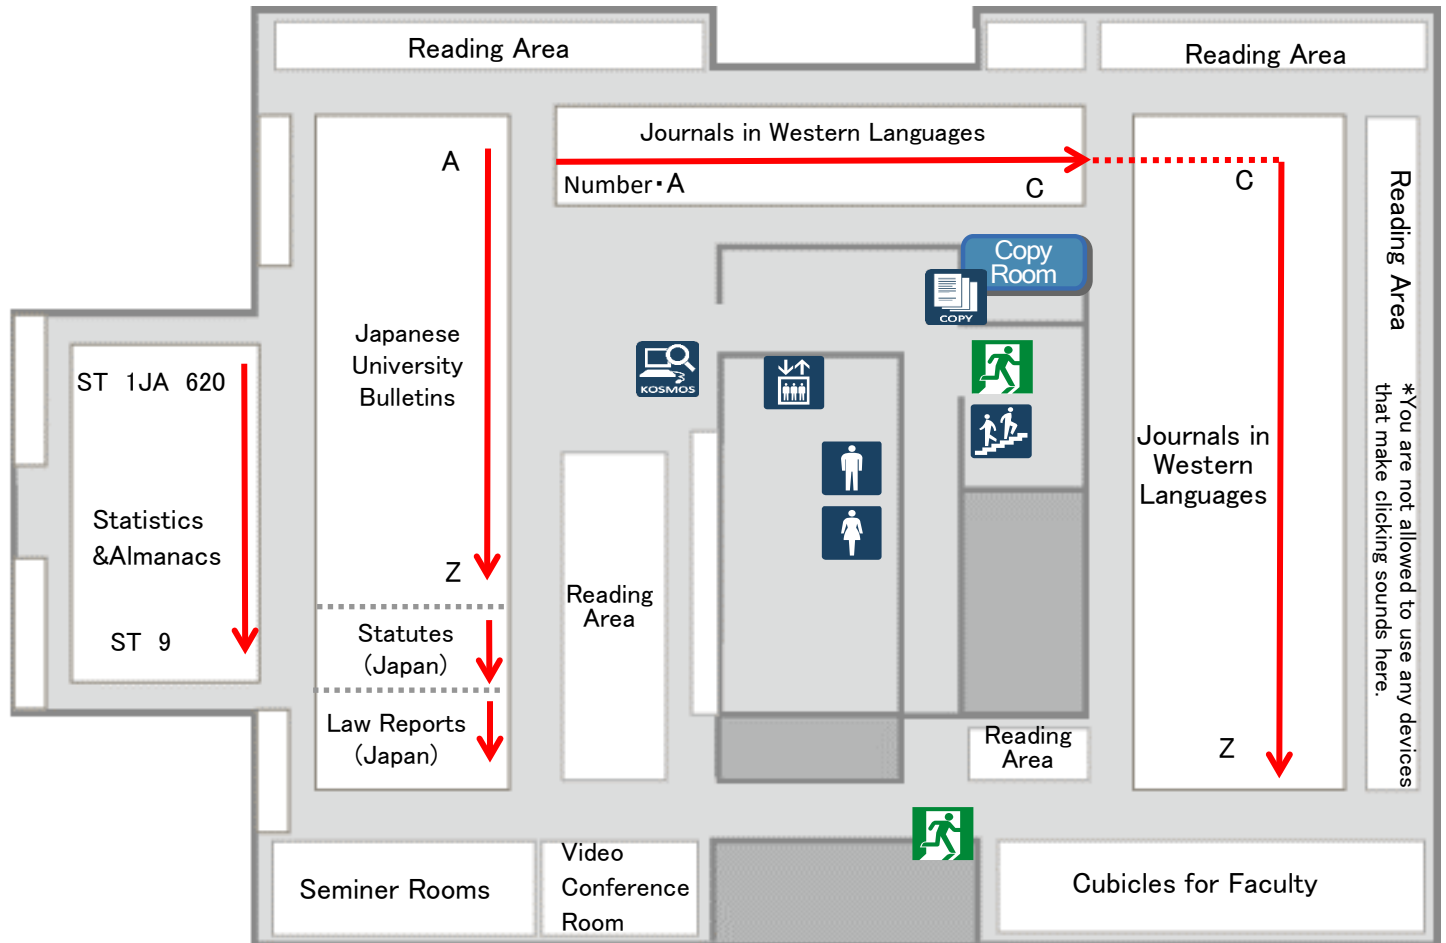 Reading Area
Reading Area
Journals in Western Languages
Number・A
C
A
C
Reading Area
*You are not allowed to use any devices
that make clicking sounds here.
Copy
Room
COPY
KOSMOS
Japanese
University
Bulletins
Z
ST 1JA 620
Statistics
&Almanacs
ST 9
Statutes
(Japan)
Law Reports
(Japan)
Reading
Area
Journals in
Western
Languages
Z
Reading
Area
Seminer Rooms
Video
Conference
Room
Cubicles for Faculty